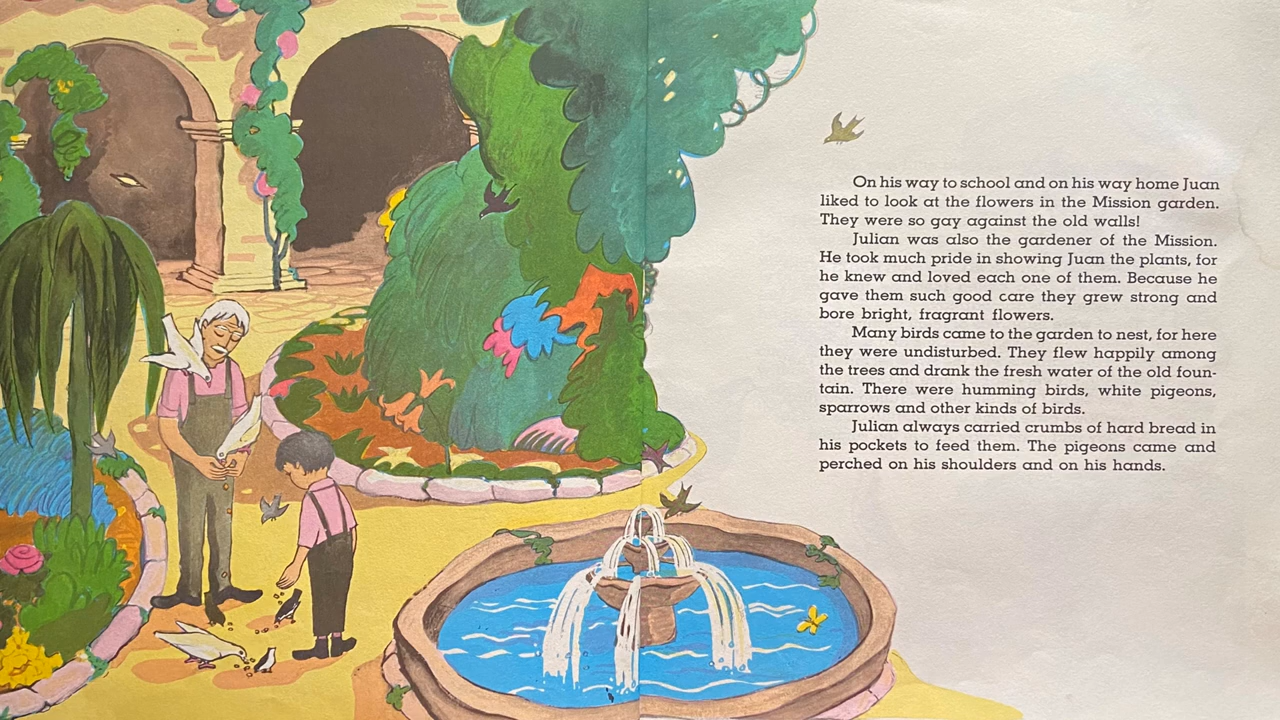 On his way to school and on his way home Juan
liked to look at the flowers in the Mission garden.
They were so gay against the old walls!
Julian was also the gardener of the Mission.
He took much pride in showing Juan the plants, for
he knew and loved each one of them. Because he
gave them such good care they grew strong and
bore bright, fragrant flowers.
Many birds came to the garden to nest, for here
they were undisturbed. They flew happily among
the trees and drank the fresh water of the old foun-
tain. There were humming birds, white pigeons,
sparrows and other kinds of birds.
Julian always carried crumbs of hard bread in
his pockets to feed them. The pigeons came and
perched on his shoulders and on his hands.